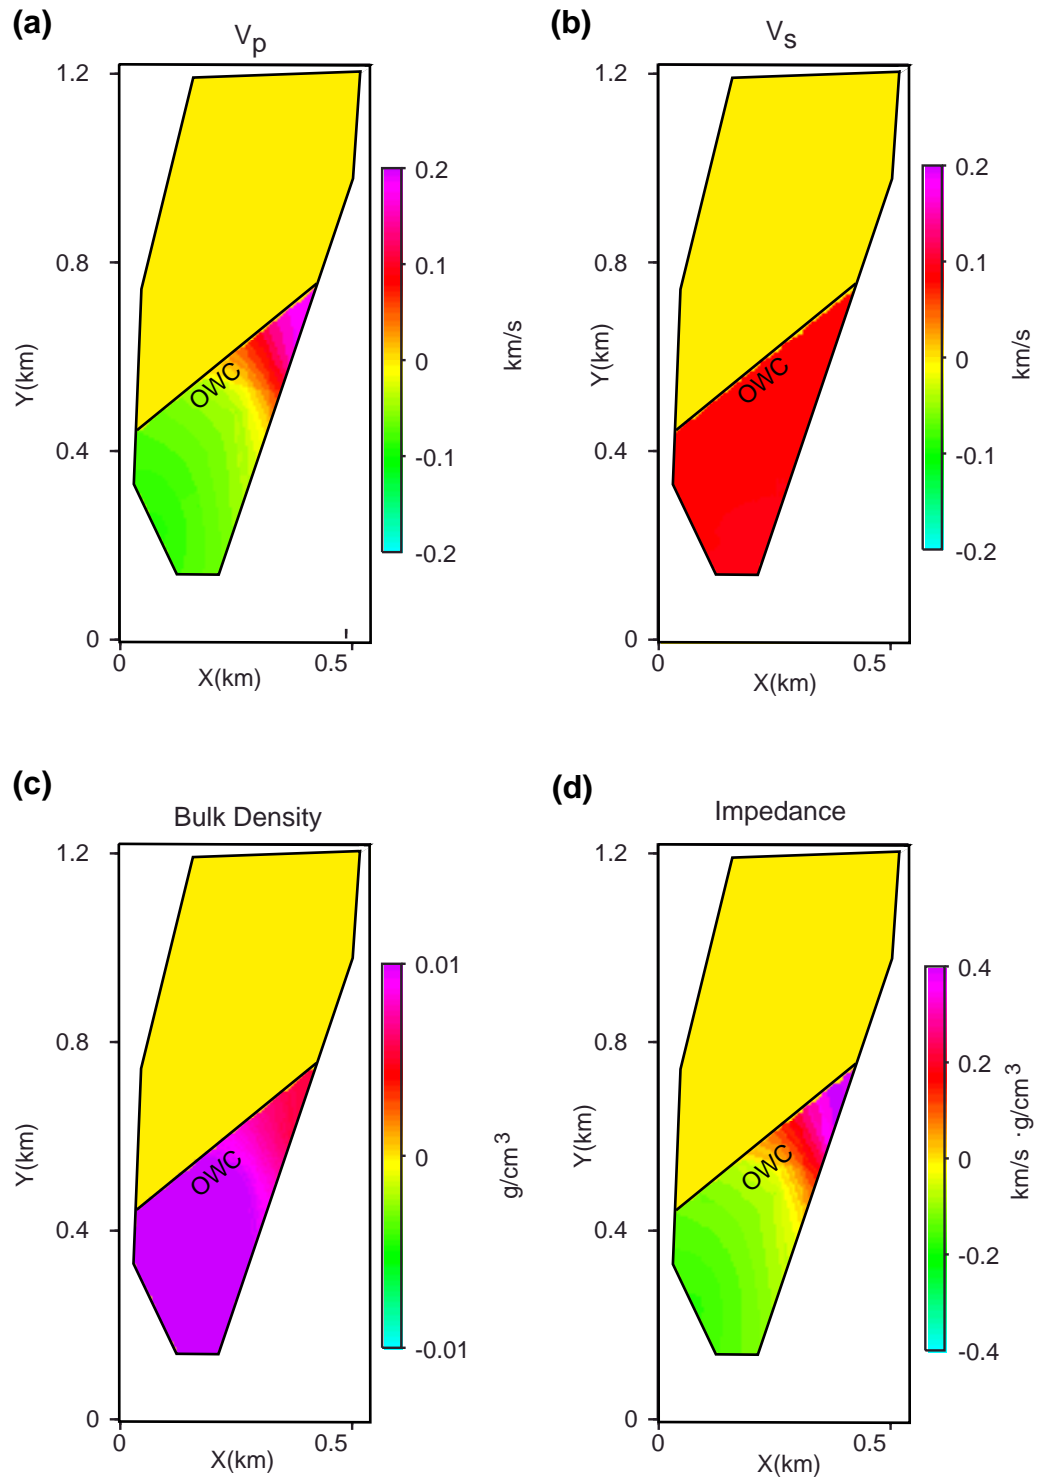 (a)
Vp
1.2
0.8
0.4
0
Y(km)
0
0.5
X(km)
OWC
0.2
0.1
0
-0.1
-0.2
km/s
(b)
Vs
1.2
0.8
0.4
0
Y(km)
0
0.5
X(km)
OWC
0.2
0.1
0
-0.1
-0.2
km/s
(c)
Bulk Density
1.2
0.8
0.4
0
Y(km)
0
0.5
X(km)
OWC
0.01
0
-0.01
g/cm3
(d)
Impedance
1.2
0.8
0.4
0
Y(km)
0
0.5
X(km)
OWC
0.4
0.2
0
-0.2
-0.4
km/s ·g/cm3